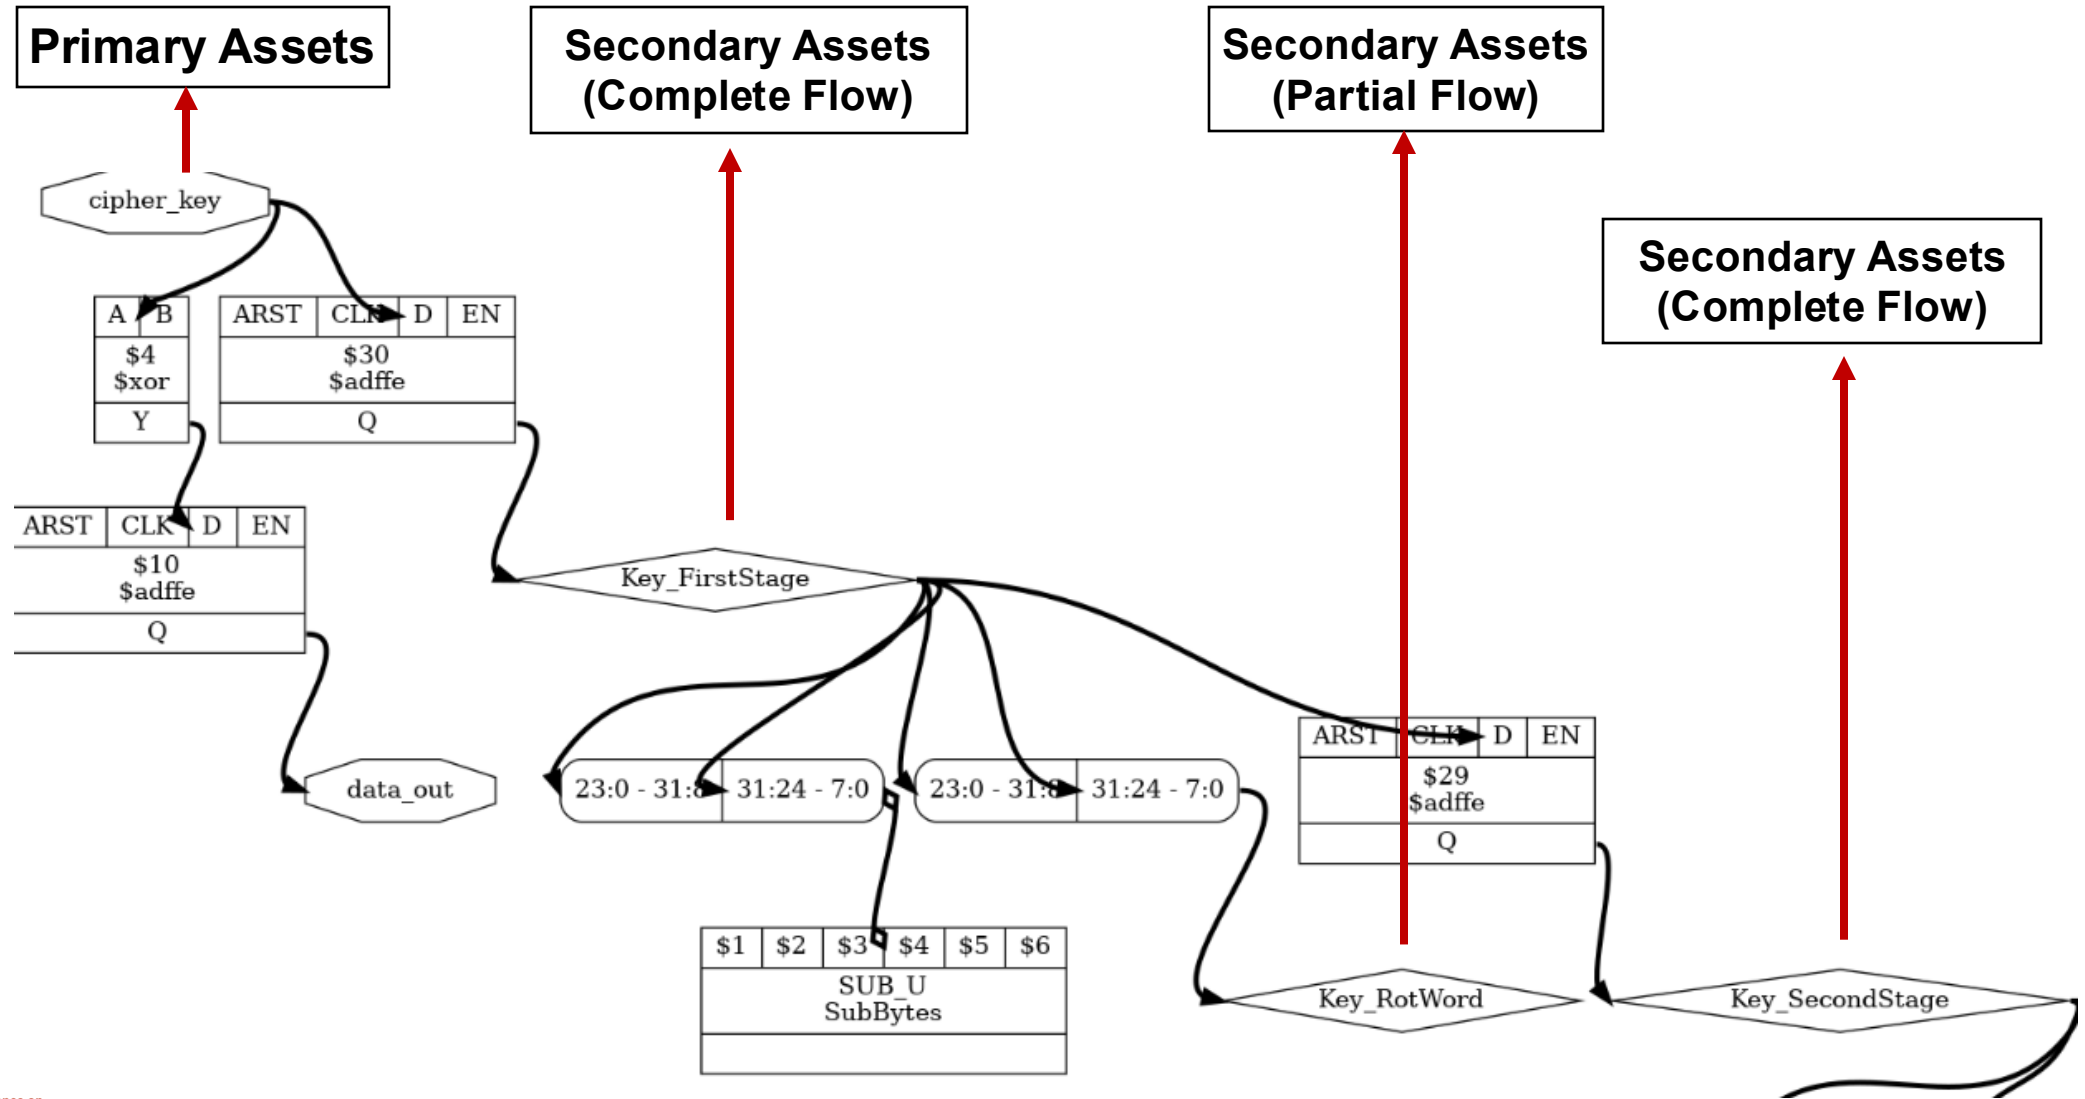 Primary Assets
Secondary Assets
(Complete Flow)
Secondary Assets
(Partial Flow)
Secondary Assets
(Complete Flow)
cipher_key
A B
$4
$xor
Y
ARST CLK D EN
$30
$adffe
Q
ARST CLK D EN
$10
$adffe
Q
Key_FirstStage
data_out
23:0 - 31:8 31:24 - 7:0
23:0 - 31:8 31:24 - 7:0
ARST CLK D EN
$29
$adffe
Q
$1 $2 $3 $4 $5 $6
SUB_U
SubBytes
Key_RotWord
Key_SecondStage